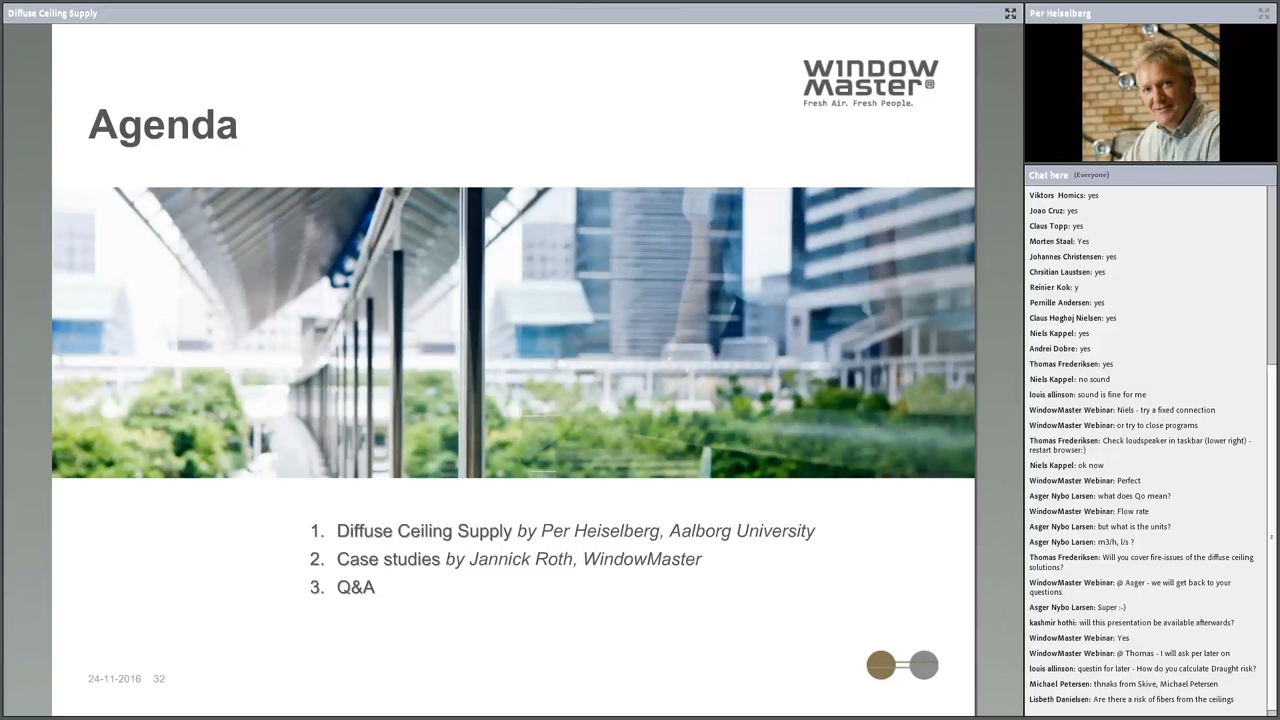 Diffuse Ceiling Supply
WINDOW
Master®
Fresh Air. Fresh People.
Agenda
1. Diffuse Ceiling Supply by Per Heiselberg, Aalborg University
2. Case studies by Jannick Roth, WindowMaster
3. Q&A
24-11-2016 32
Per Heiselberg
Chat here (Everyone)
Viktors Homics: yes
Joao Cruz: yes
Claus Topp: yes
Morten Staal: Yes
Johannes Christensen: yes
Chrsitian Laustsen: yes
Reinier Kok: y
Pernille Andersen: yes
Claus Høghøj Nielsen: yes
Niels Kappel: yes
Andrei Dobre: yes
Thomas Frederiksen: yes
Niels Kappel: no sound
louis allinson: sound is fine for me
WindowMaster Webinar: Niels - try a fixed connection
WindowMaster Webinar: or try to close programs
Thomas Frederiksen: Check loudspeaker in taskbar (lower right) -
restart browser:)
Niels Kappel: ok now
WindowMaster Webinar: Perfect
Asger Nybo Larsen: what does Qo mean?
WindowMaster Webinar: Flow rate
Asger Nybo Larsen: but what is the units?
Asger Nybo Larsen: m3/h, l/s ?
Thomas Frederiksen: Will you cover fire-issues of the diffuse ceiling
solutions?
WindowMaster Webinar: @ Asger - we will get back to your
questions.
Asger Nybo Larsen: Super :-)
kashmir hothi: will this presentation be available afterwards?
WindowMaster Webinar: Yes
WindowMaster Webinar: @ Thomas - I will ask per later on
louis allinson: questin for later - How do you calculate Draught risk?
Michael Petersen: thnaks from Skive, Michael Petersen
Lisbeth Danielsen: Are there a risk of fibers from the ceilings